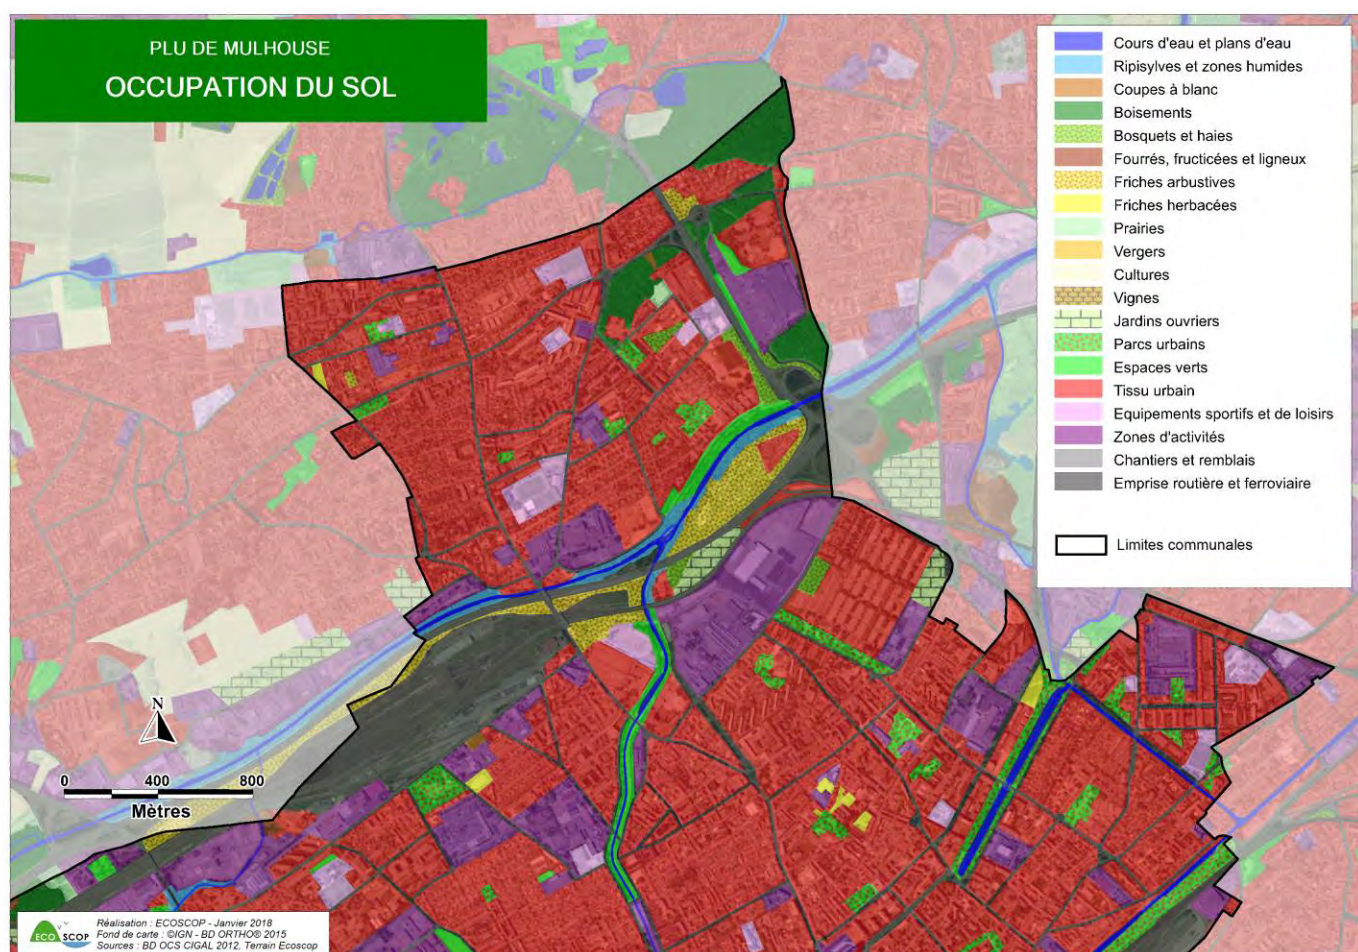 PLU DE MULHOUSE
OCCUPATION DU SOL
Cours d'eau et plans d'eau
Ripisylves et zones humides
Coupes à blanc
Boisements
Bosquets et haies
Fourrés, fructicées et ligneux
Friches arbustives
Friches herbacées
Prairies
Vergers
Cultures
Vignes
Jardins ouvriers
Parcs urbains
Espaces verts
Tissu urbain
Equipements sportifs et de loisirs
Zones d'activités
Chantiers et remblais
Emprise routière et ferroviaire
Limites communales
N
0 400 800
Mètres
ECO SCOP
Réalisation : ECOSCOP - Janvier 2018
Fond de carte : ©IGN - BD ORTHO® 2015
Sources : BD OCS CIGAL 2012, Terrain Ecoscop